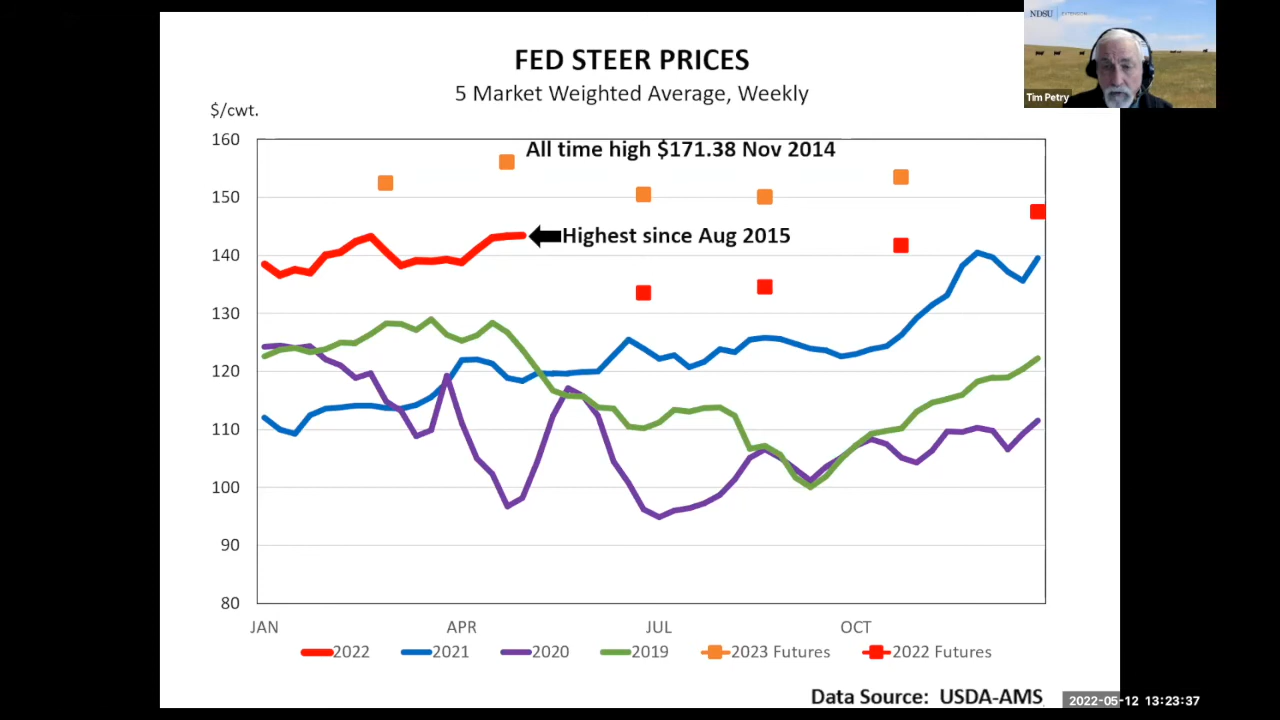 NDSU EXTENSION
Tim Petry
FED STEER PRICES
5 Market Weighted Average, Weekly
$/cwt.
160
150
140
130
120
110
100
90
80
All time high $171.38 Nov 2014
Highest since Aug 2015
JAN APR JUL OCT
2022 2021 2020 2019 2023 Futures 2022 Futures
Data Source: USDA-AMS
2022-05-12 13:23:37